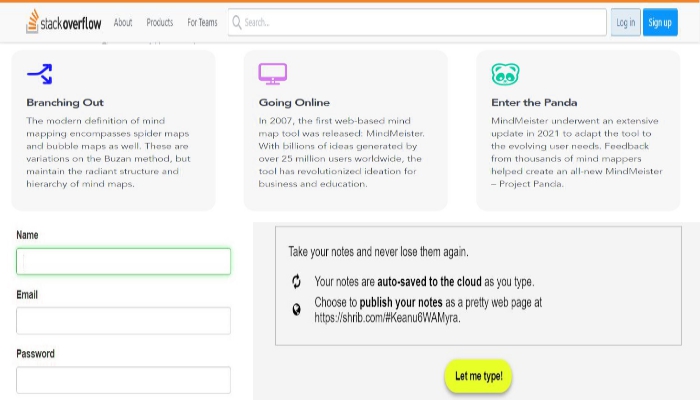 stackoverflow About Products For Teams Search.. Log in Sign up
Branching Out
The modern definition of mind
mapping encompasses spider maps
and bubble maps as well. These are
variations on the Buzan method, but
maintain the radiant structure and
hierarchy of mind maps.
Going Online
In 2007, the first web-based mind
map tool was released: MindMeister.
With billions of ideas generated by
over 25 million users worldwide, the
tool has revolutionized ideation for
business and education.
Enter the Panda
MindMeister underwent an extensive
update in 2021 to adapt the tool to
the evolving user needs. Feedback
from thousands of mind mappers
helped create an all-new MindMeister
– Project Panda.
Name
Email
Password
Take your notes and never lose them again.
Your notes are auto-saved to the cloud as you type.
Choose to publish your notes as a pretty web page at
https://shrib.com/#Keanu6WAMyra.
Let me type!